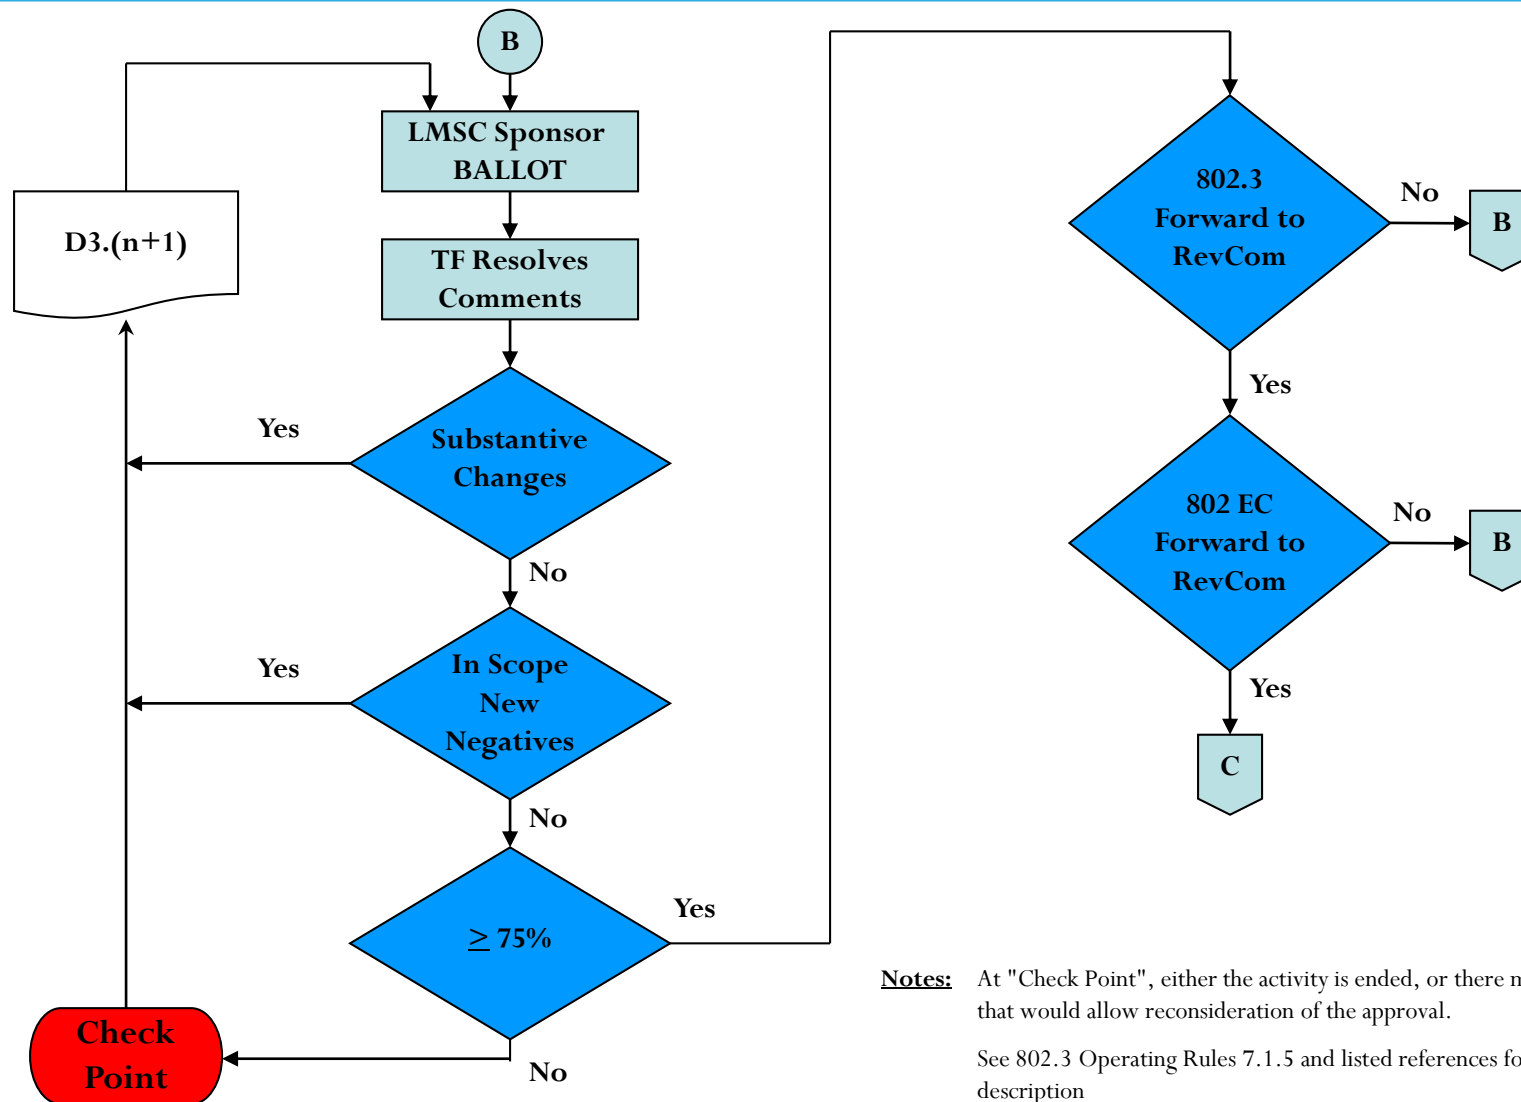 B
LMSC Sponsor
BALLOT
D3.(n+1)
TF Resolves
Comments
Yes
Substantive
Changes
No
Yes
In Scope
New
Negatives
No
Yes
≥ 75%
Check
Point
No
802.3
Forward to
RevCom
No
B
Yes
802 EC
Forward to
RevCom
No
B
Yes
C
Notes: At "Check Point", either the activity is ended, or there
that would allow reconsideration of the approval.
See 802.3 Operating Rules 7.1.5 and listed references
description